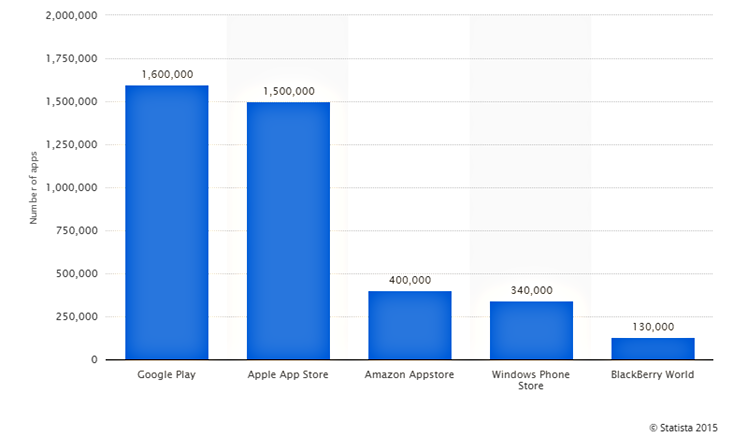 2,000,000
1,750,000
1,500,000
1,250,000
1,000,000
750,000
500,000
250,000
0
Number of apps
1,600,000
1,500,000
400,000
340,000
130,000
Google Play
Apple App Store
Amazon Appstore
Windows Phone
Store
BlackBerry World
© Statista 2015